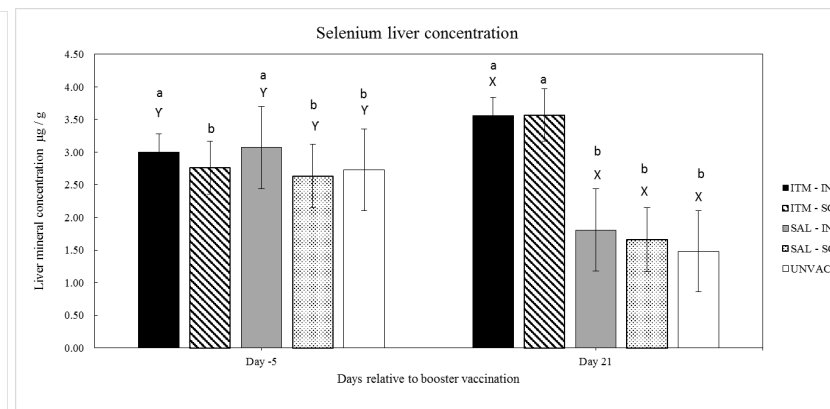 Selenium liver concentration
Liver mineral concentration µg / g
4.50
4.00
3.50
3.00
2.50
2.00
1.50
1.00
0.50
0.00
a
Y
b
a
Y
b
Y
b
Y
a
X
a
b
X
b
X
b
X
Day -5
Day 21
Days relative to booster vaccination
ITM - IN
ITM - SC
SAL - IN
SAL - SC
UNVAC